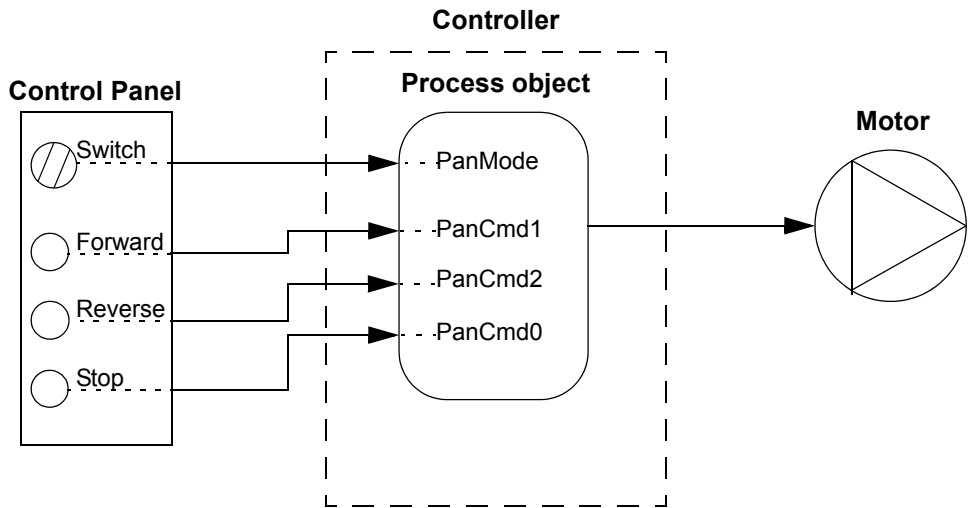 Controller
Control Panel
Process object
Motor
Switch
PanMode
Forward
PanCmd1
Reverse
PanCmd2
Stop
PanCmd0